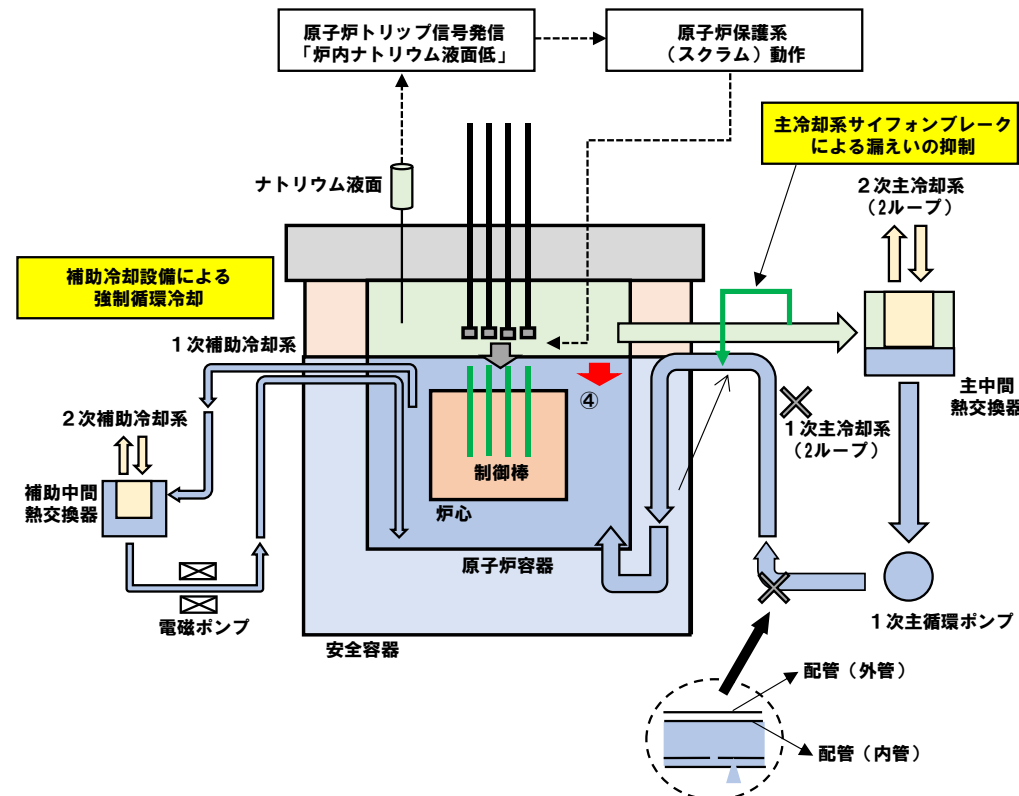 原子炉トリップ信号発信
「炉内ナトリウム液面低」
原子炉保護系
（スクラム）動作
主冷却系サイフォンブレーク
による漏えいの抑制
ナトリウム液面
２次主冷却系
（2ループ）
補助冷却設備による
強制循環冷却
１次補助冷却系
④
２次補助冷却系
主中間
熱交換器
１次主冷却系
（2ループ）
制御棒
補助中間
熱交換器
炉心
原子炉容器
電磁ポンプ
１次主循環ポンプ
安全容器
配管（外管）
配管（内管）